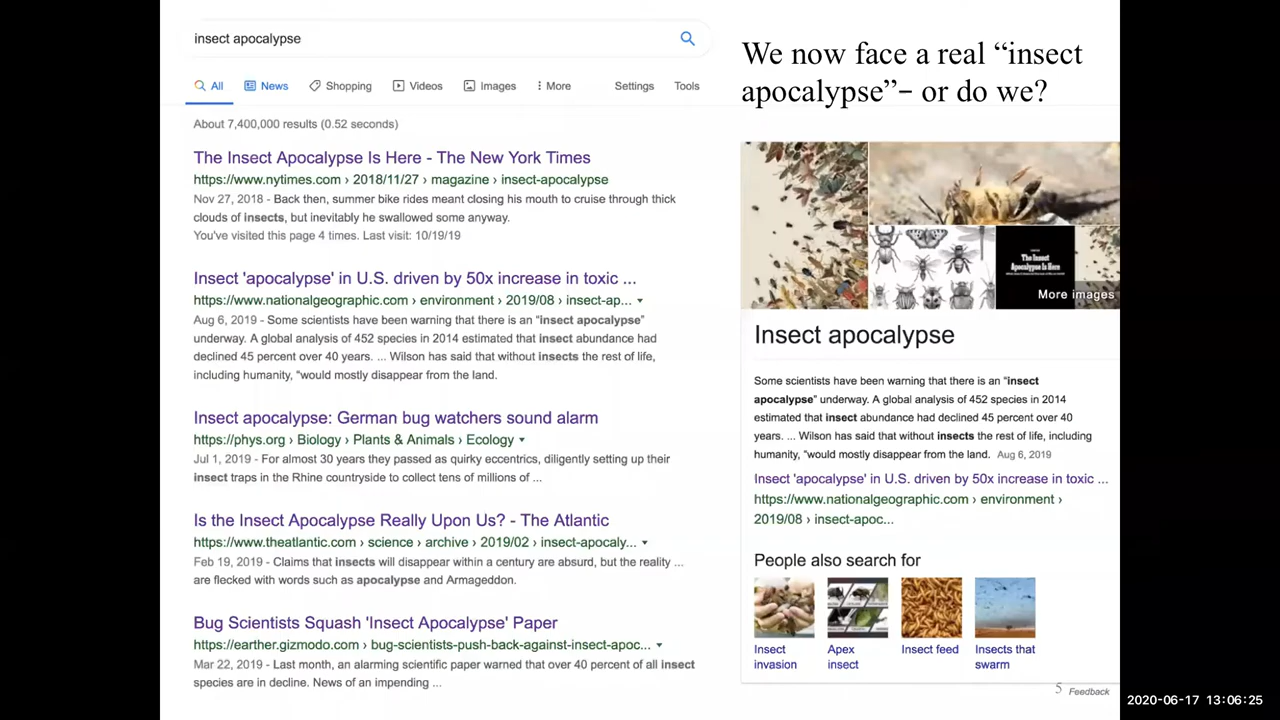 insect apocalypse
All News Shopping Videos Images More Settings Tools
About 7,400,000 results (0.52 seconds)
The Insect Apocalypse Is Here - The New York Times
https://www.nytimes.com › 2018/11/27 › magazine › insect-apocalypse
Nov 27, 2018 - Back then, summer bike rides meant closing his mouth to cruise through thick
clouds of insects, but inevitably he swallowed some anyway.
You've visited this page 4 times. Last visit: 10/19/19
Insect 'apocalypse' in U.S. driven by 50x increase in toxic ...
https://www.nationalgeographic.com › environment › 2019/08 › insect-ap...
Aug 6, 2019 - Some scientists have been warning that there is an "insect apocalypse"
underway. A global analysis of 452 species in 2014 estimated that insect abundance had
declined 45 percent over 40 years. ... Wilson has said that without insects the rest of life,
including humanity, "would mostly disappear from the land.
Insect apocalypse: German bug watchers sound alarm
https://phys.org › Biology › Plants & Animals › Ecology
Jul 1, 2019 - For almost 30 years they passed as quirky eccentrics, diligently setting up their
insect traps in the Rhine countryside to collect tens of millions of ...
Is the Insect Apocalypse Really Upon Us? - The Atlantic
https://www.theatlantic.com › science › archive › 2019/02 › insect-apocaly...
Feb 19, 2019 - Claims that insects will disappear within a century are absurd, but the reality ...
are flecked with words such as apocalypse and Armageddon.
Bug Scientists Squash 'Insect Apocalypse' Paper
https://earther.gizmodo.com › bug-scientists-push-back-against-insect-apoc...
Mar 22, 2019 - Last month, an alarming scientific paper warned that over 40 percent of all insect
species are in decline. News of an impending ...
We now face a real “insect
apocalypse”– or do we?
The Insect
Apocalypse Is Here
More images
Insect apocalypse
Some scientists have been warning that there is an "insect
apocalypse" underway. A global analysis of 452 species in 2014
estimated that insect abundance had declined 45 percent over 40
years. ... Wilson has said that without insects the rest of life, including
humanity, "would mostly disappear from the land. Aug 6, 2019
Insect 'apocalypse' in U.S. driven by 50x increase in toxic ...
https://www.nationalgeographic.com › environment ›
2019/08 › insect-apoc...
People also search for
Insect
invasion
Apex
insect
Insect feed
Insects that
swarm
5
Feedback
2020-06-17 13:06:25